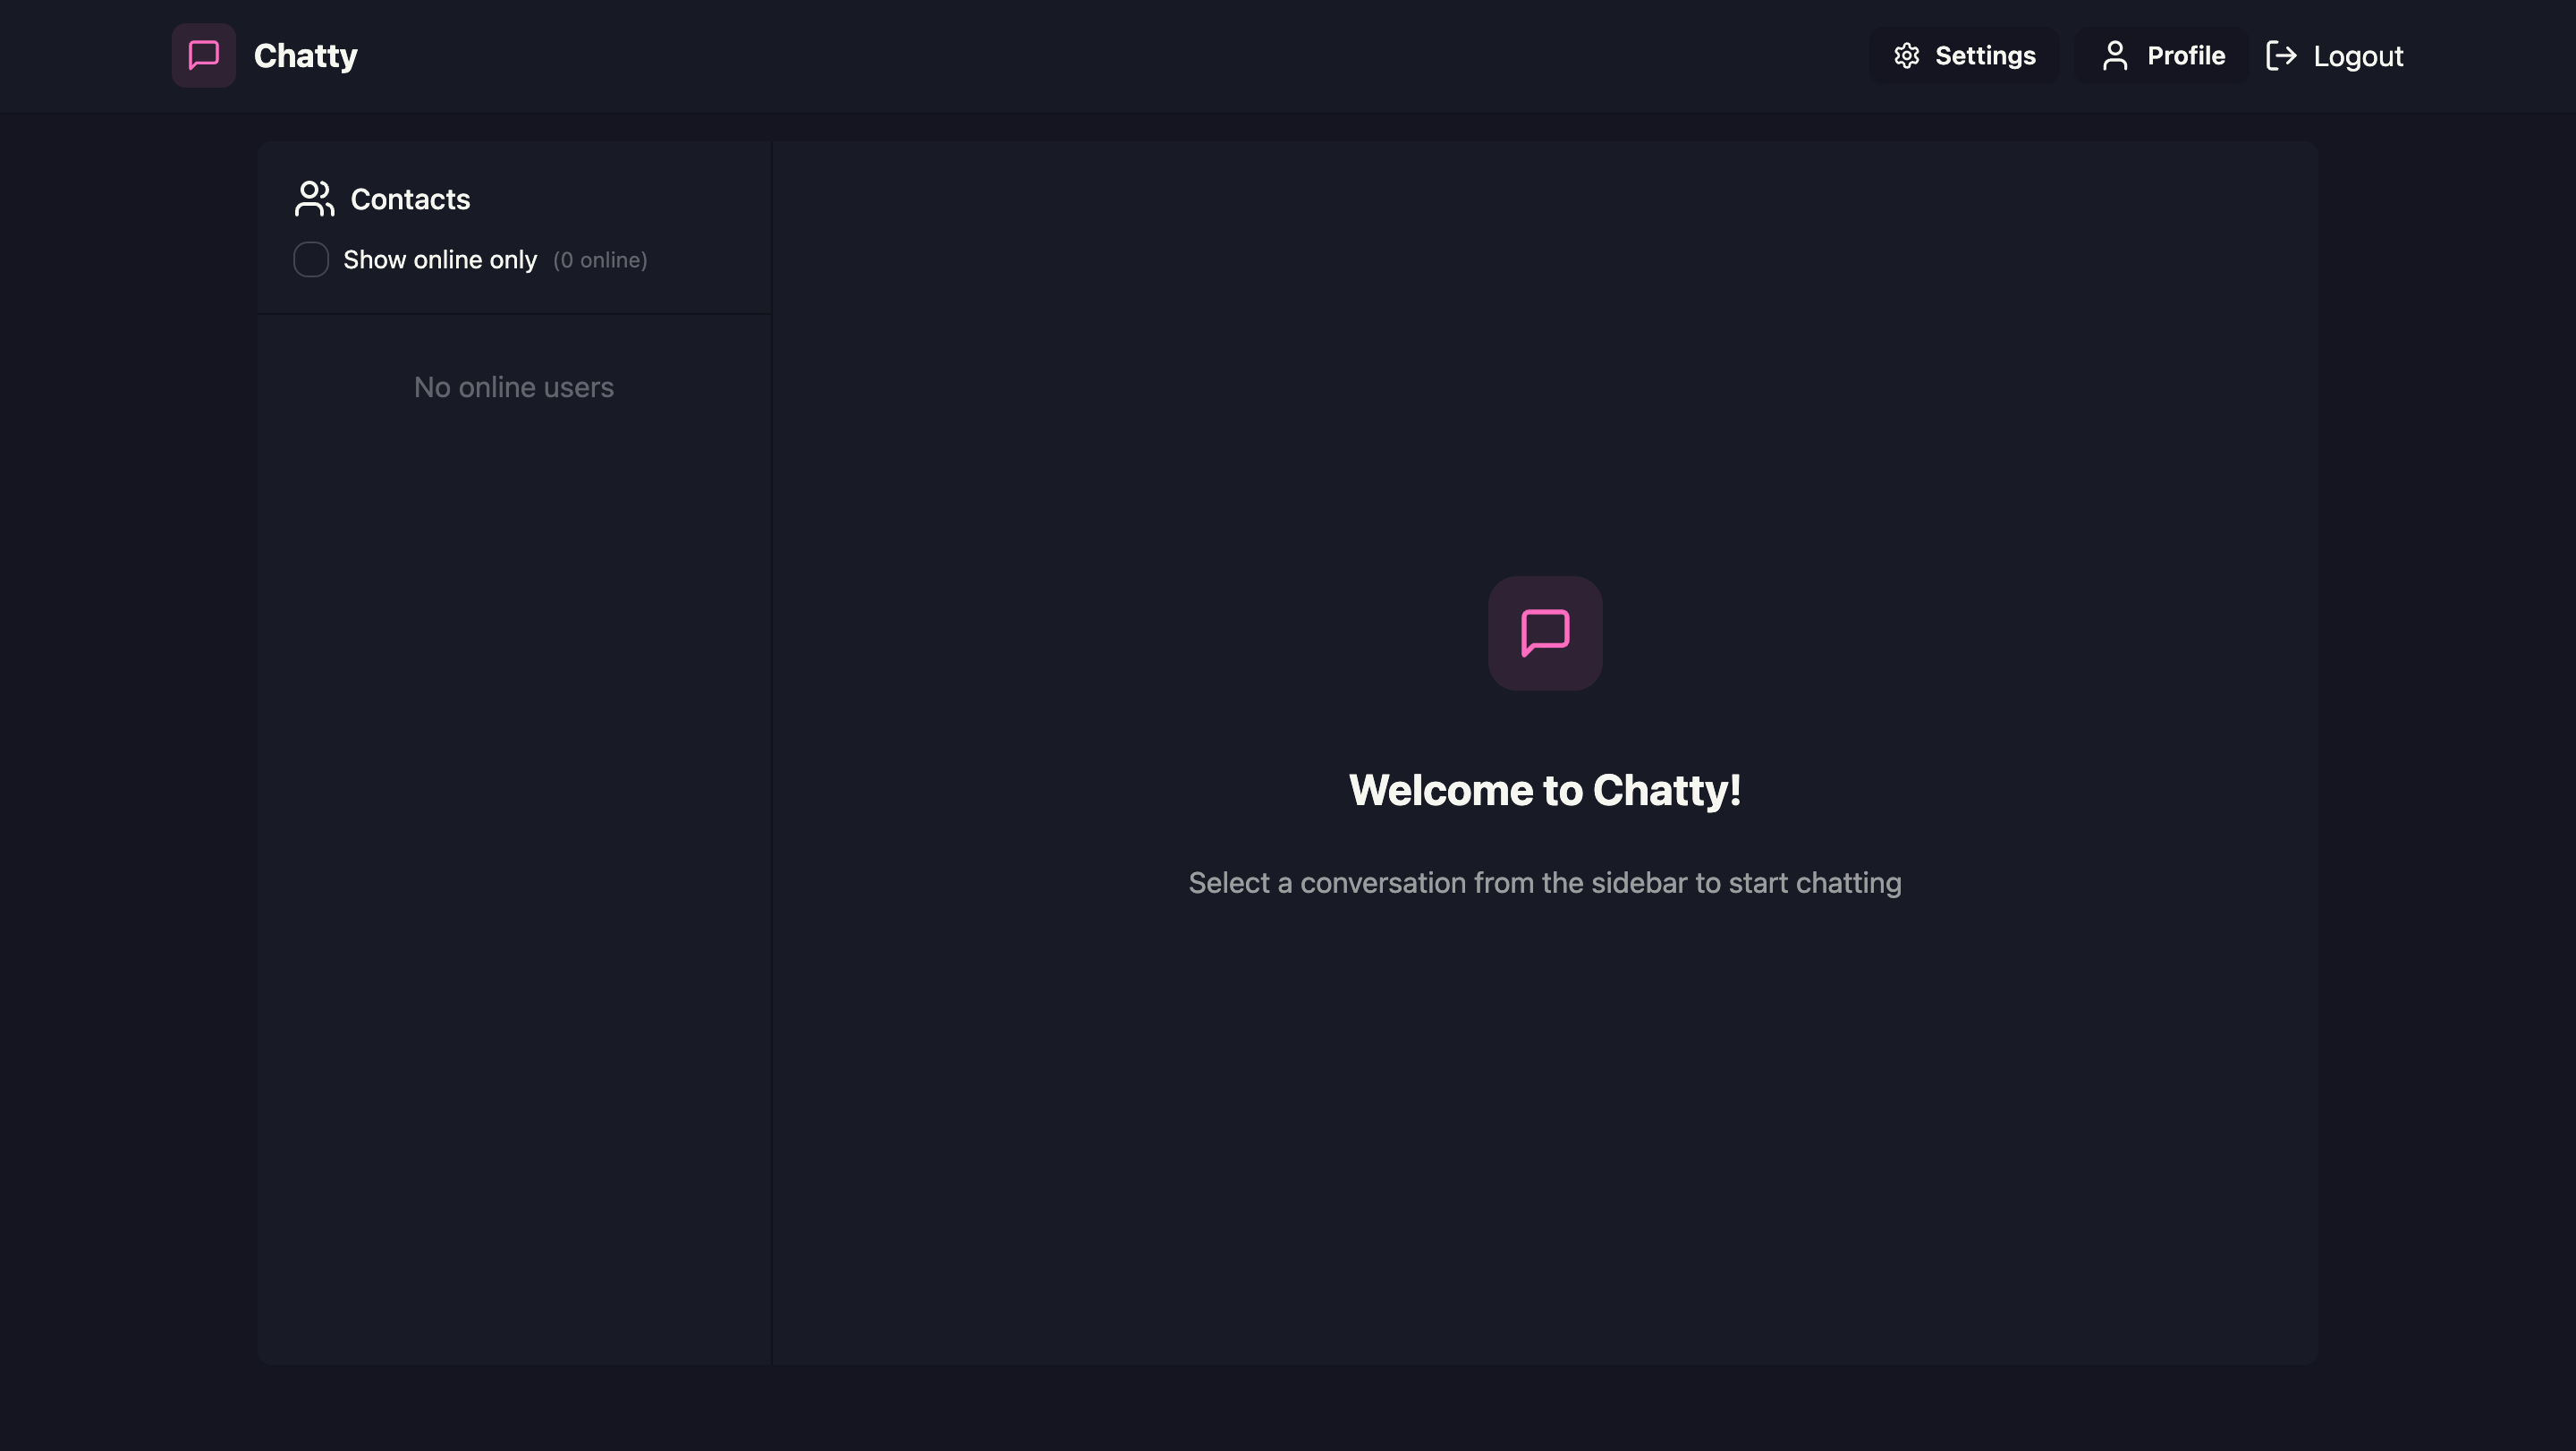 Chatty
Settings
Profile
Logout
Contacts
Show online only (0 online)
No online users
Welcome to Chatty!
Select a conversation from the sidebar to start chatting